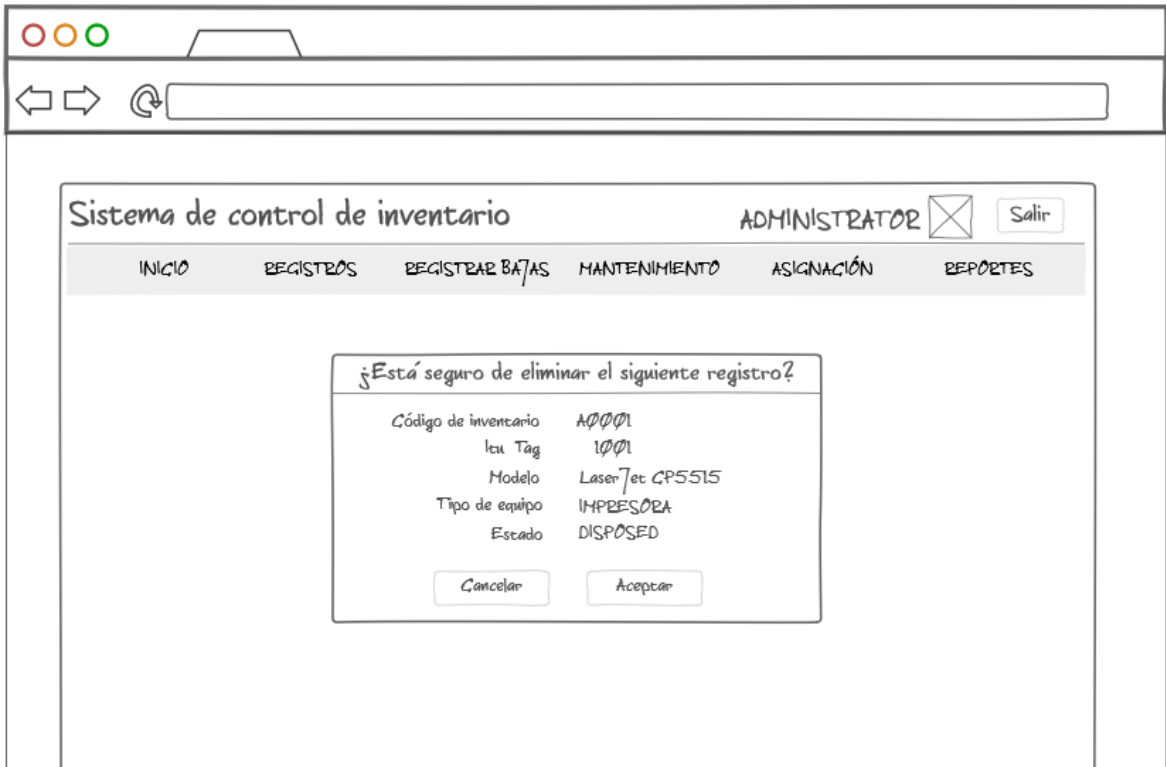 Sistema de control de inventario
ADMINISTRATOR
Salir
INICIO REGISTROS REGISTRAR BAJAS MANTENIMIENTO ASIGNACIÓN REPORTES
¿Está seguro de eliminar el siguiente registro?
Código de inventario A0001
Itu Tag 1001
Modelo LaserJet CP5515
Tipo de equipo IMPRESORA
Estado DISPOSED
Cancelar Aceptar